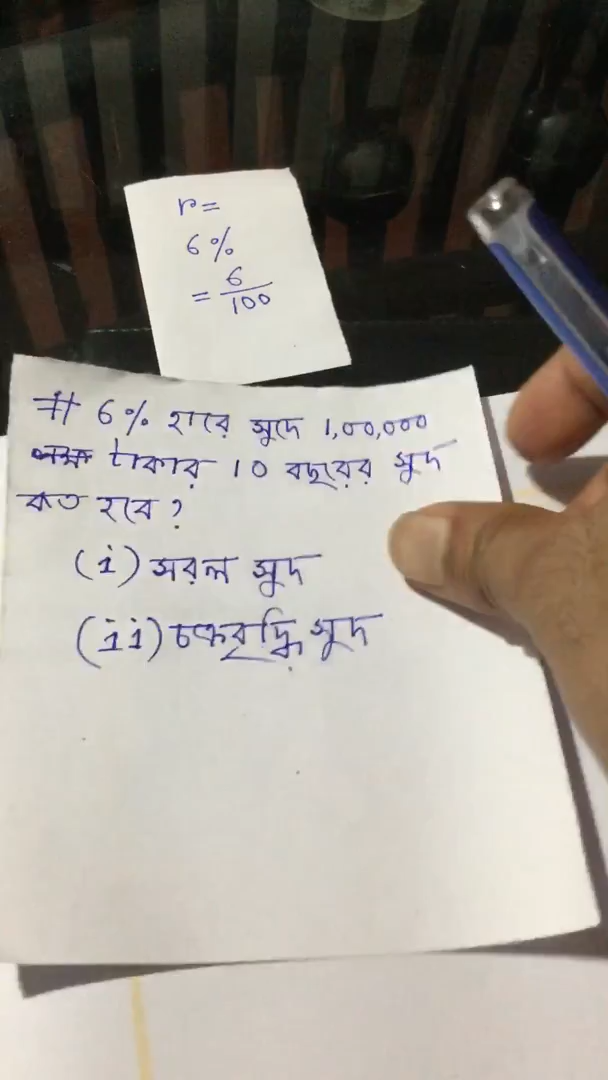 r=
6%
= 6/100
# 6% হারে সুদে 1,00,000
টাকার 10 বছরের সুদ
কত হবে?
(i) সরল সুদ
(ii) চক্রবৃদ্ধি সুদ